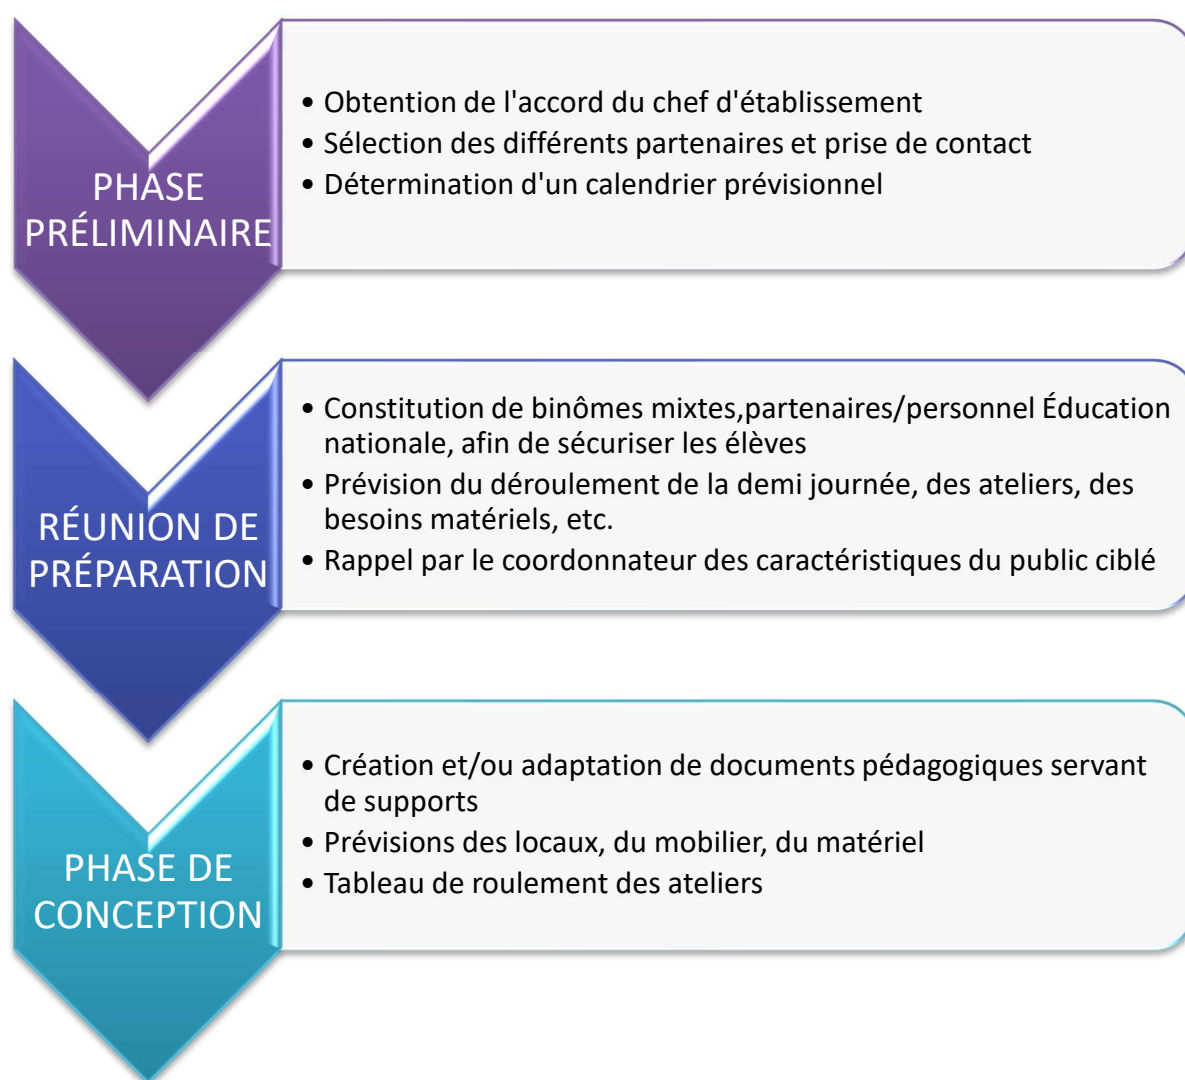 PHASE
PRÉLIMINAIRE
• Obtention de l'accord du chef d'établissement
• Sélection des différents partenaires et prise de contact
• Détermination d'un calendrier prévisionnel
RÉUNION DE
PRÉPARATION
• Constitution de binômes mixtes,partenaires/personnel Éducation
nationale, afin de sécuriser les élèves
• Prévision du déroulement de la demi journée, des ateliers, des
besoins matériels, etc.
• Rappel par le coordonnateur des caractéristiques du public ciblé
PHASE DE
CONCEPTION
• Création et/ou adaptation de documents pédagogiques servant
de supports
• Prévisions des locaux, du mobilier, du matériel
• Tableau de roulement des ateliers